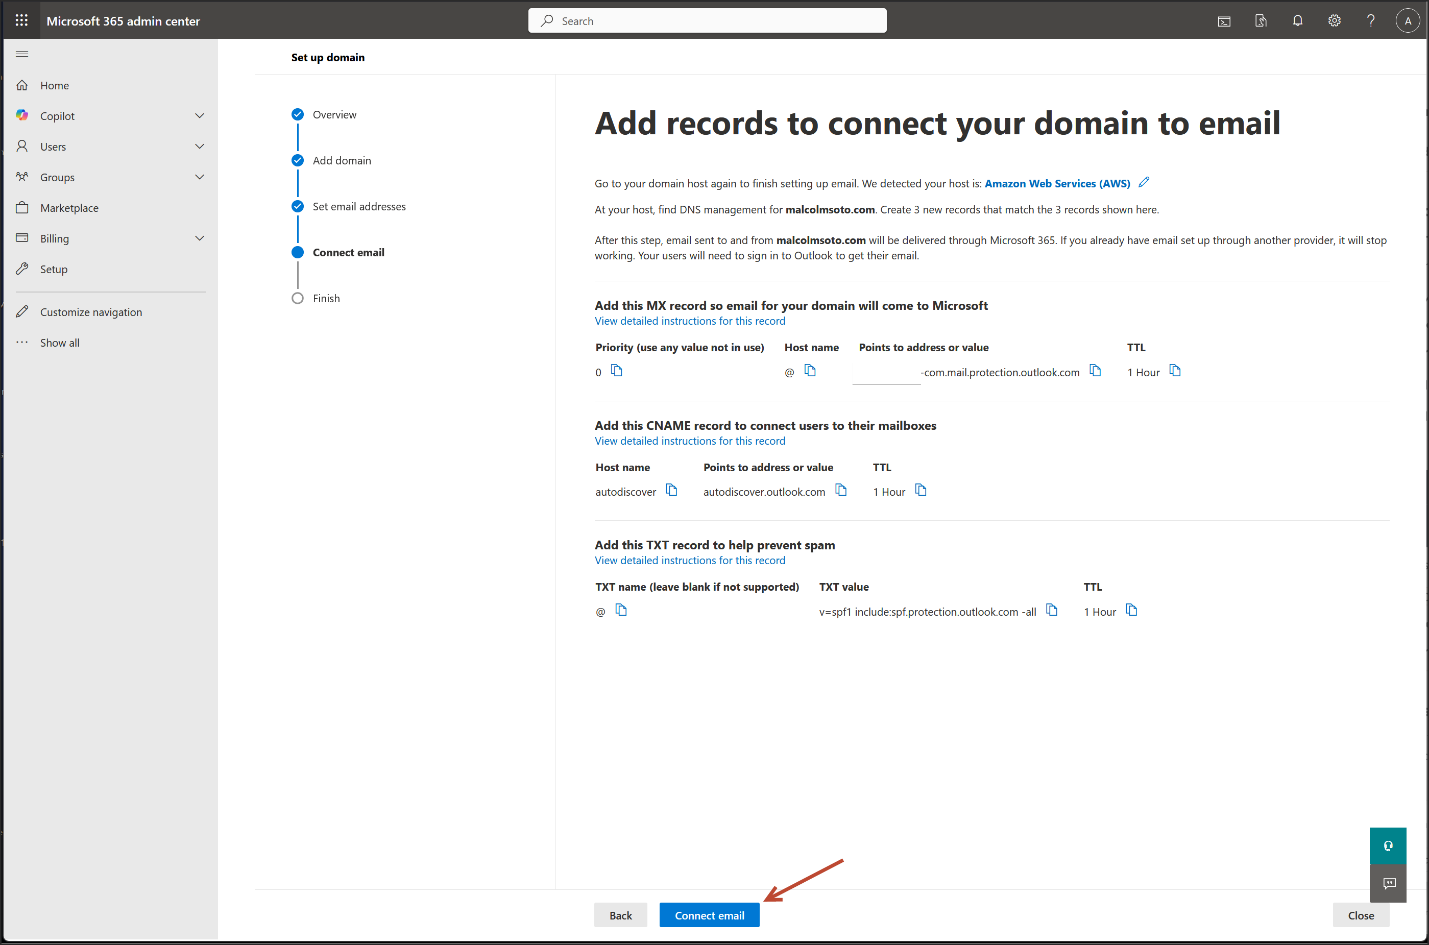 Microsoft 365 admin center
Search
A
Home
Copilot
Users
Groups
Marketplace
Billing
Setup
Customize navigation
Show all
Set up domain
Overview
Add domain
Set email addresses
Connect email
Finish
Add records to connect your domain to email
Go to your domain host again to finish setting up email. We detected your host is: Amazon Web Services (AWS)
At your host, find DNS management for malcolmsoto.com. Create 3 new records that match the 3 records shown here.
After this step, email sent to and from malcolmsoto.com will be delivered through Microsoft 365. If you already have email set up through another provider, it will stop
working. Your users will need to sign in to Outlook to get their email.
Add this MX record so email for your domain will come to Microsoft
View detailed instructions for this record
Priority (use any value not in use) Host name Points to address or value TTL
0 @ -com.mail.protection.outlook.com 1 Hour
Add this CNAME record to connect users to their mailboxes
View detailed instructions for this record
Host name Points to address or value TTL
autodiscover autodiscover.outlook.com 1 Hour
Add this TXT record to help prevent spam
View detailed instructions for this record
TXT name (leave blank if not supported) TXT value TTL
@ v=spf1 include:spf.protection.outlook.com -all 1 Hour
Back Connect email Close